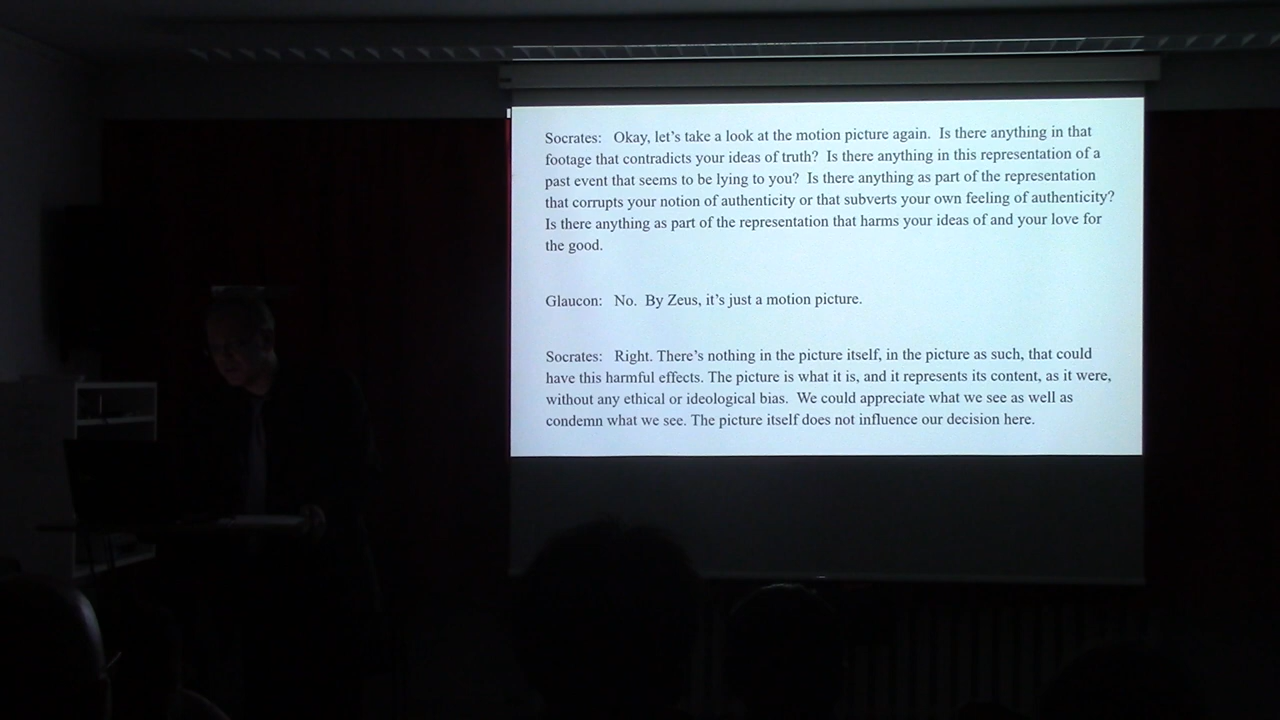 Socrates: Okay, let's take a look at the motion picture again. Is there anything in that
footage that contradicts your ideas of truth? Is there anything in this representation of a
past event that seems to be lying to you? Is there anything as part of the representation
that corrupts your notion of authenticity or that subverts your own feeling of authenticity?
Is there anything as part of the representation that harms your ideas of and your love for
the good.
Glaucon: No. By Zeus, it's just a motion picture.
Socrates: Right. There's nothing in the picture itself, in the picture as such, that could
have this harmful effects. The picture is what it is, and it represents its content, as it were,
without any ethical or ideological bias. We could appreciate what we see as well as
condemn what we see. The picture itself does not influence our decision here.